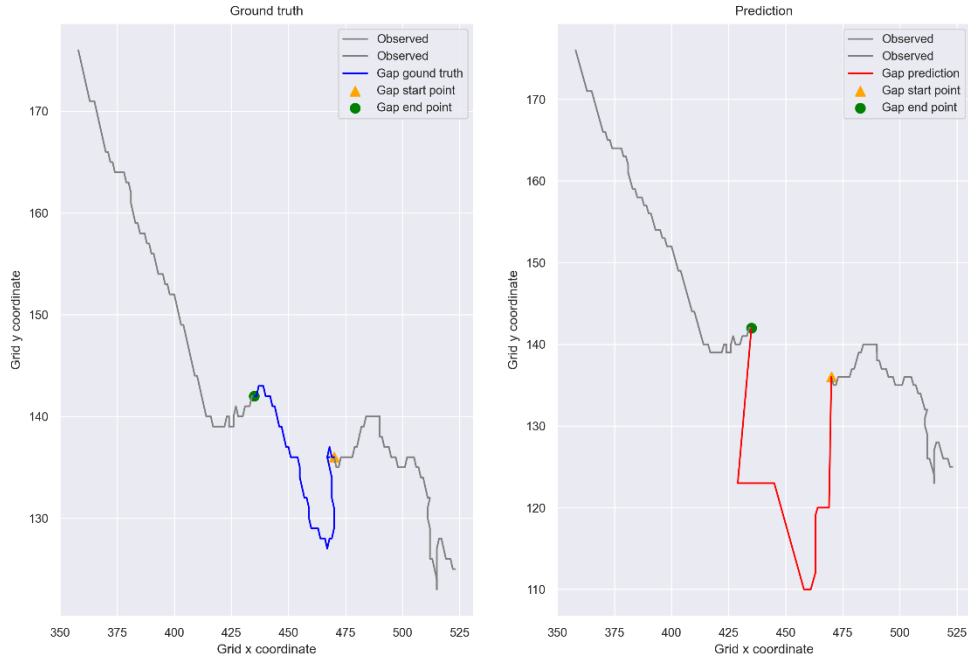 Ground truth
Observed
Observed
Gap gound truth
Gap start point
Gap end point
Grid y coordinate
170
160
150
140
130
350
375
400
425
450
475
500
525
Grid x coordinate
Prediction
Observed
Observed
Gap prediction
Gap start point
Gap end point
Grid y coordinate
170
160
150
140
130
120
110
350
375
400
425
450
475
500
525
Grid x coordinate